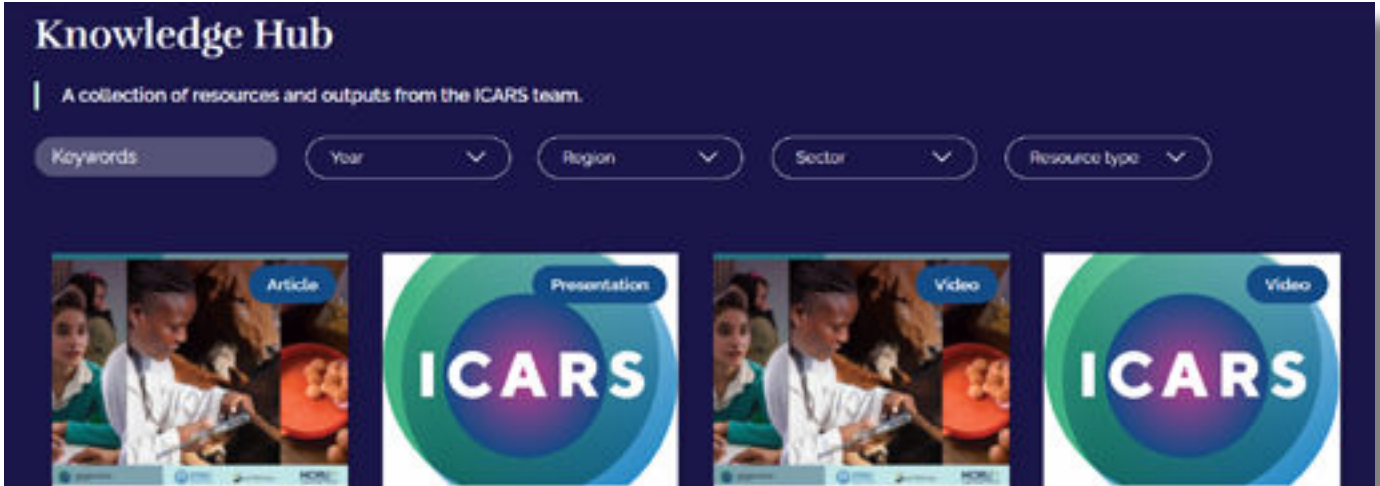 Knowledge Hub
A collection of resources and outputs from the ICARS team.
Keywords Year Region Sector Resource type
Article Presentation Video Video
ICARS ICARS